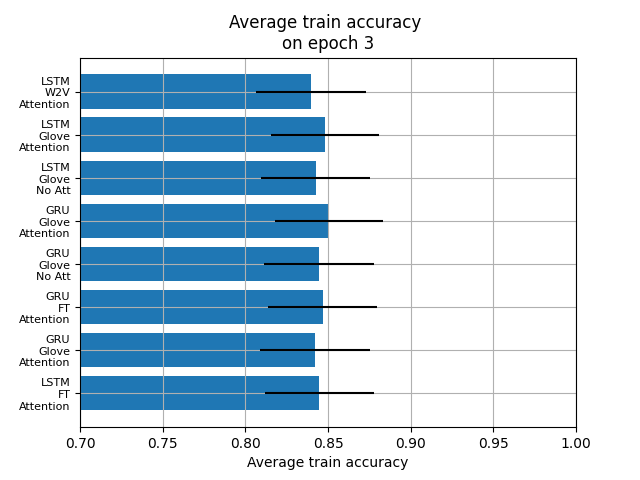 Average train accuracy
on epoch 3
LSTM
W2V
Attention
LSTM
Glove
Attention
LSTM
Glove
No Att
GRU
Glove
Attention
GRU
Glove
No Att
GRU
FT
Attention
GRU
Glove
Attention
LSTM
FT
Attention
0.70 0.75 0.80 0.85 0.90 0.95 1.00
Average train accuracy